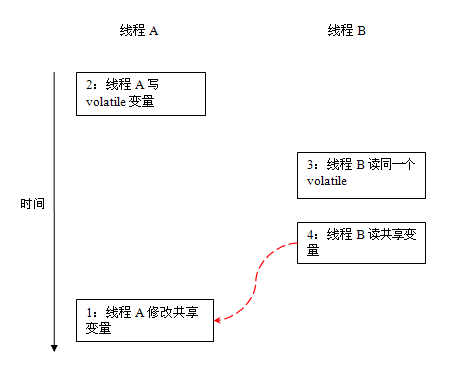 线程 A
线程 B
2：线程 A 写
volatile 变量
3：线程 B 读同一个
volatile
时间
4：线程 B 读共享变
量
1：线程 A 修改共享
变量